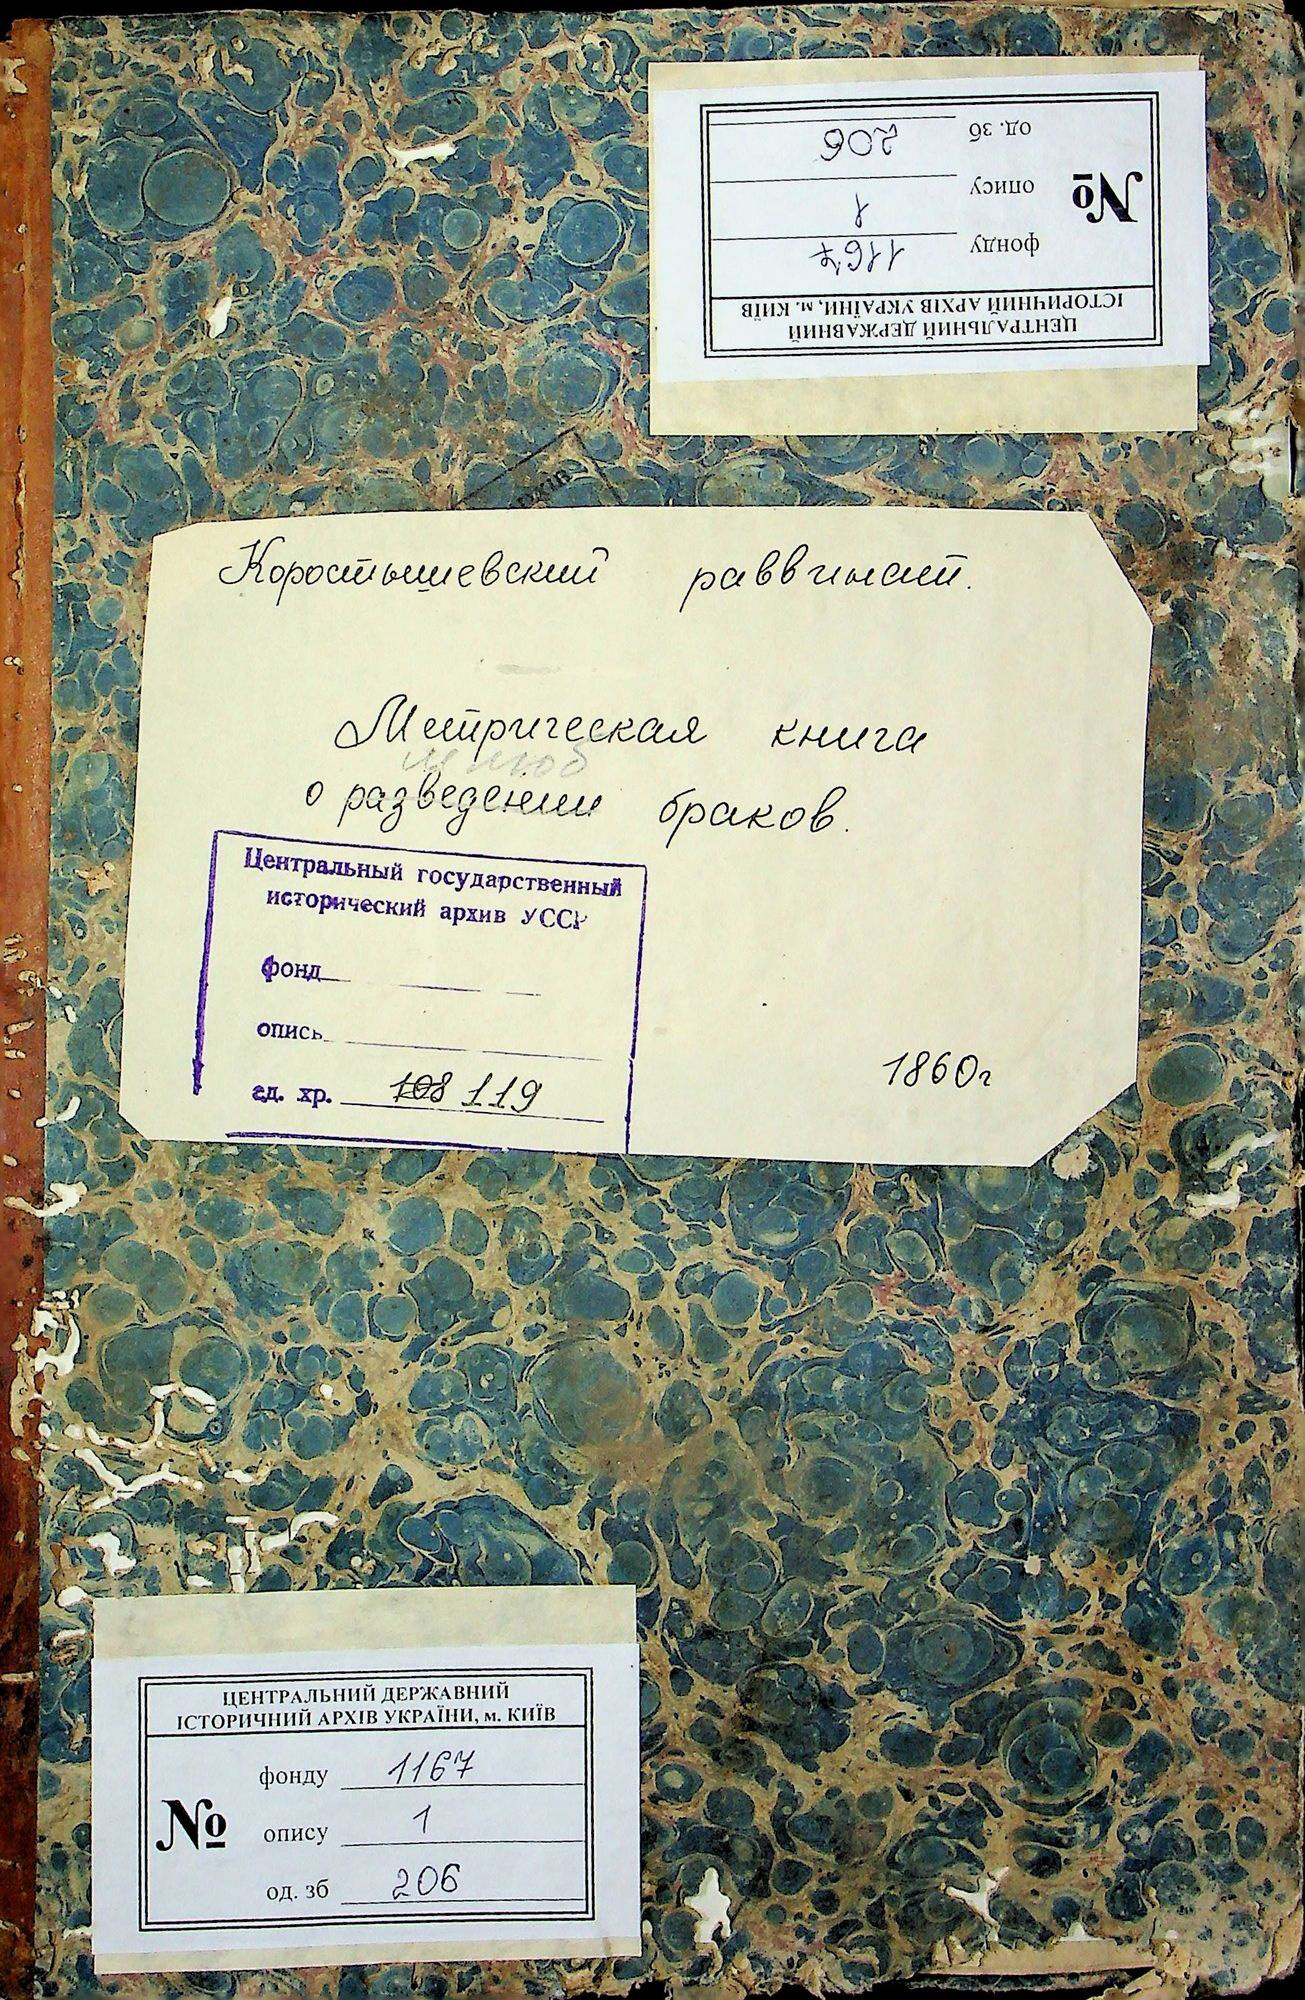 ЦЕНТРАЛЬНИЙ ДЕРЖАВНИЙ
ІСТОРИЧНИЙ АРХІВ УКРАЇНИ, м. КИЇВ
№
фонду 1167
опису 1
од. зб 206
Коростышевский раввинат.
Метрическая книга
о разведении браков.
Центральный государственный
исторический архив УССР
фонд
опись
ед. хр. 108 119
1860г
ЦЕНТРАЛЬНИЙ ДЕРЖАВНИЙ
ІСТОРИЧНИЙ АРХІВ УКРАЇНИ, м. КИЇВ
№
фонду 1167
опису 1
од. зб 206